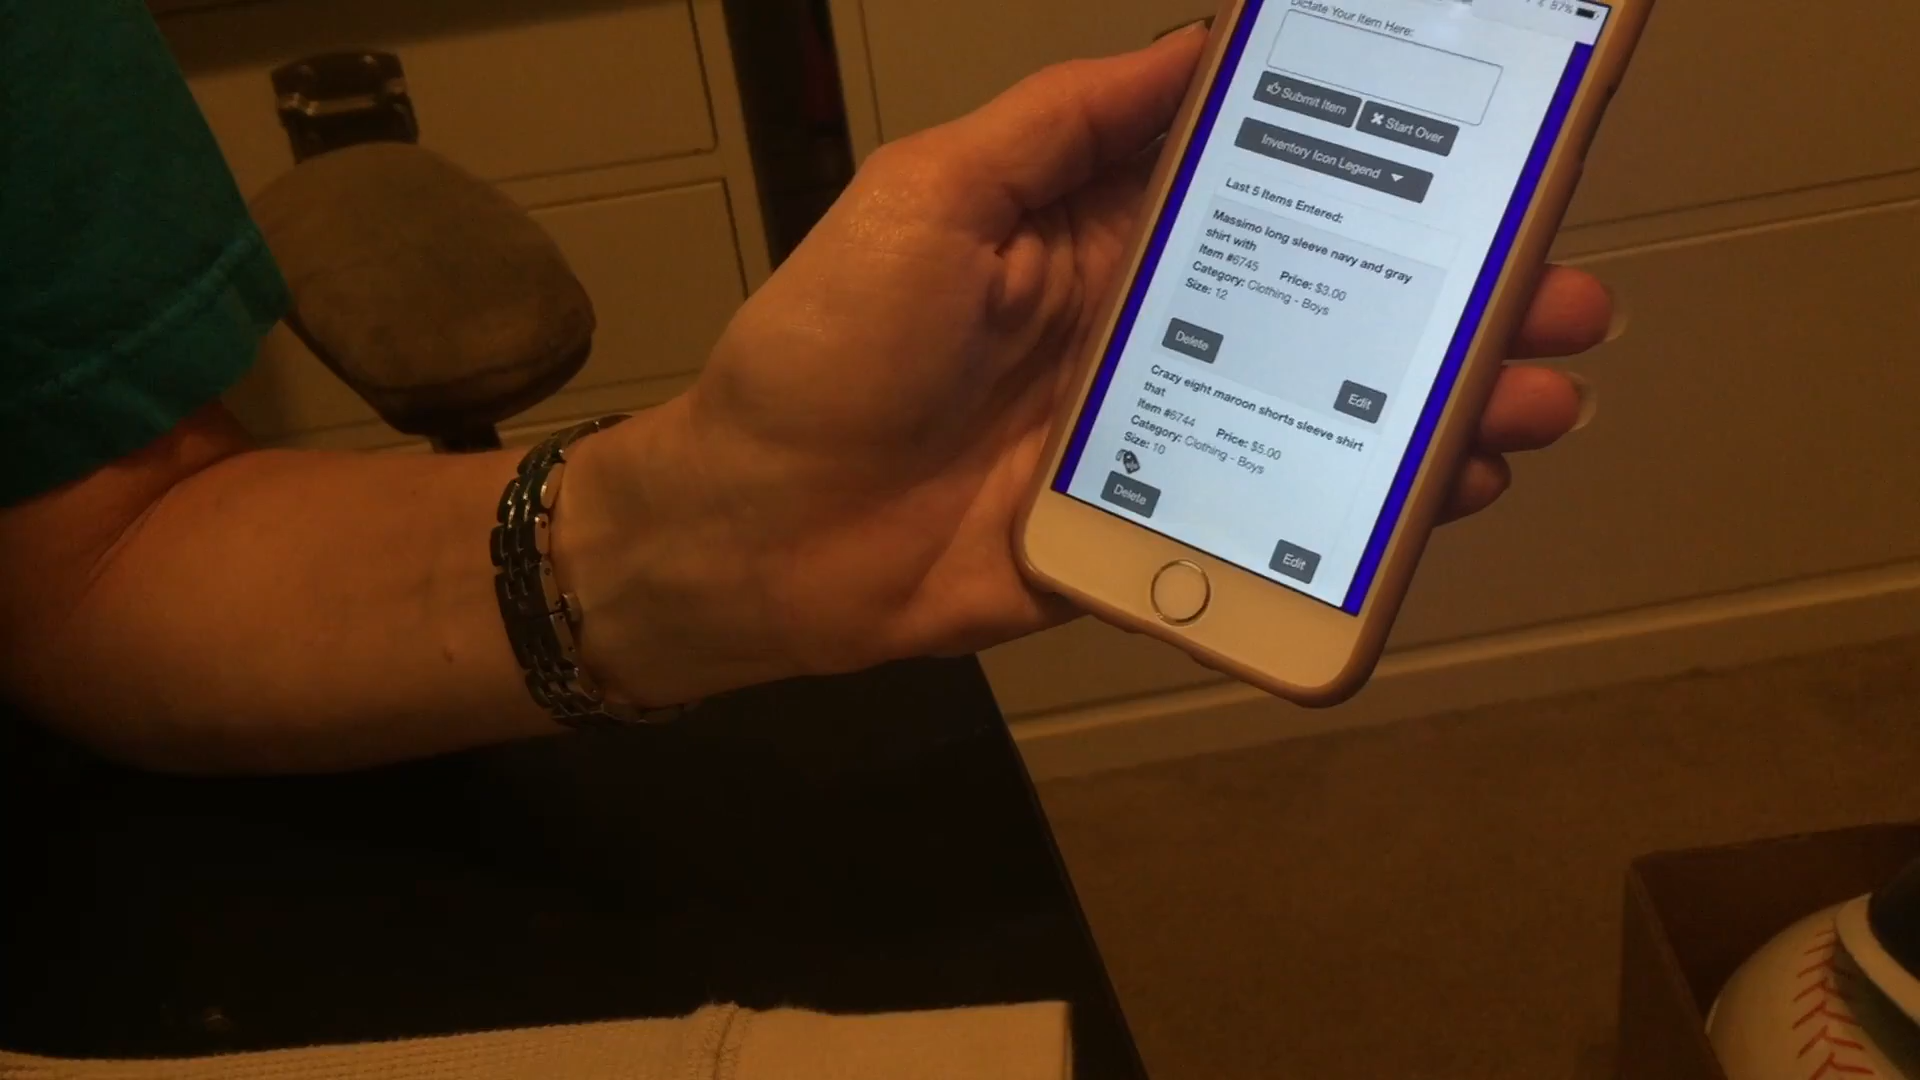 87%
Dictate Your Item Here:
Submit Item
Start Over
Inventory Icon Legend
Last 5 Items Entered:
Massimo long sleeve navy and gray
shirt with
Item #6745 Price: $3.00
Category: Clothing - Boys
Size: 12
Delete
Edit
Crazy eight maroon shorts sleeve shirt
that
Item #6744 Price: $5.00
Category: Clothing - Boys
Size: 10
Delete
Edit